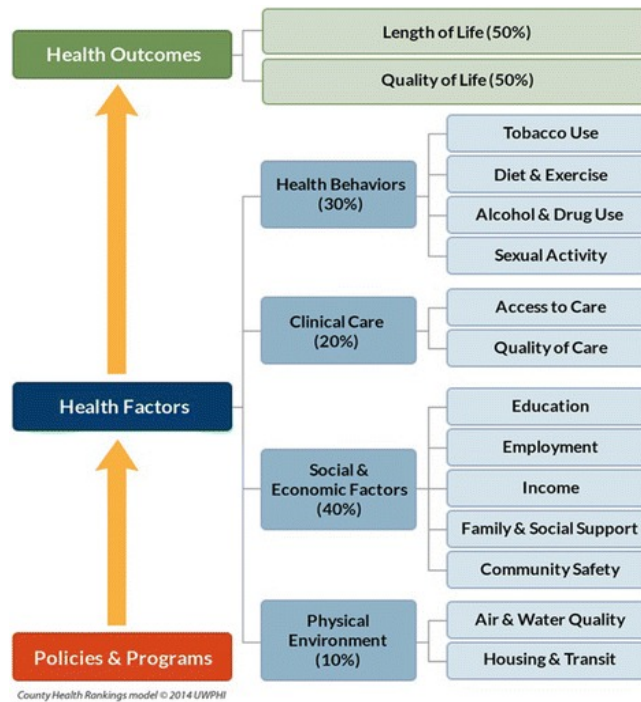 Health Outcomes
Length of Life (50%)
Quality of Life (50%)
Health Factors
Health Behaviors
(30%)
Tobacco Use
Diet & Exercise
Alcohol & Drug Use
Sexual Activity
Clinical Care
(20%)
Access to Care
Quality of Care
Social &
Economic Factors
(40%)
Education
Employment
Income
Family & Social Support
Community Safety
Physical
Environment
(10%)
Air & Water Quality
Housing & Transit
Policies & Programs
County Health Rankings model © 2014 UWPHI